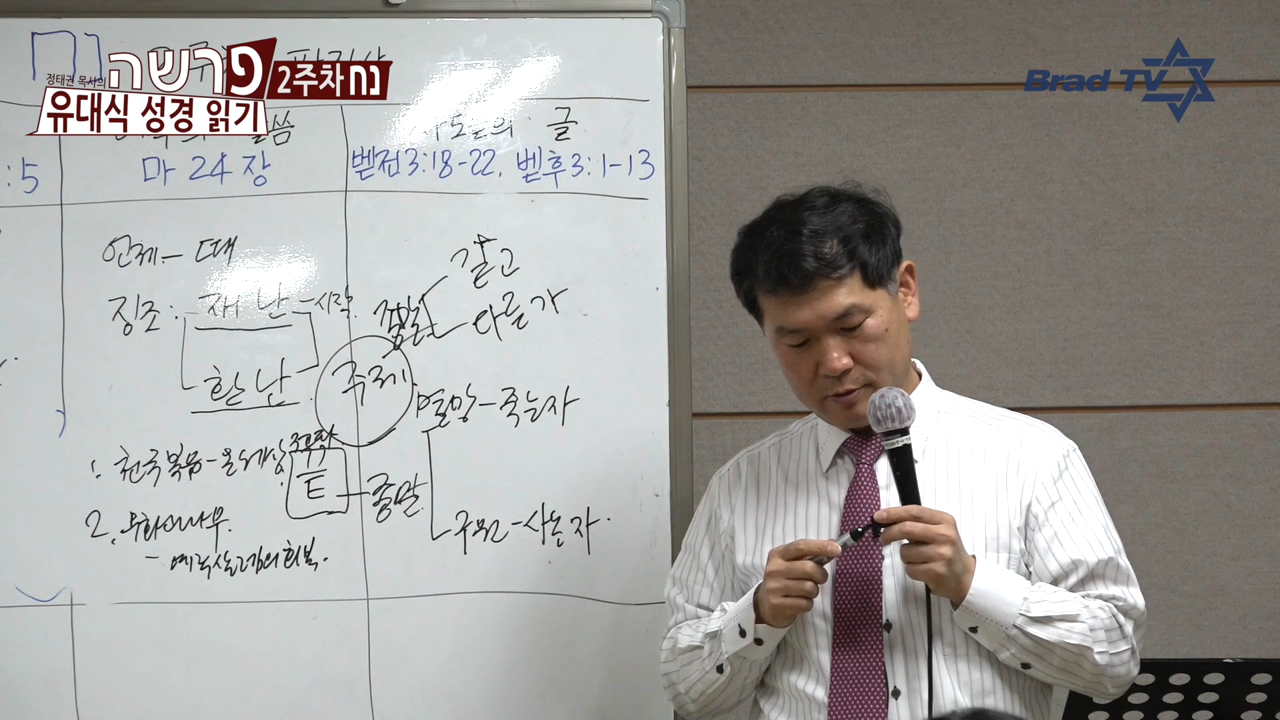 정태권 목사의 פרשה 2주차 נח
유대식 성경 읽기
Brad TV
말씀
글
:5
마 24장
벧전3:18-22, 벧후3:1-13
언제 - 때
징조 : 재난 - 시작
환난
주제
같고
다른가
멸망 - 죽는자
구원 - 사는자.
1. 천국복음 - 온세상
E - 종말
2. 무화과나무
- 예루살렘의 회복.